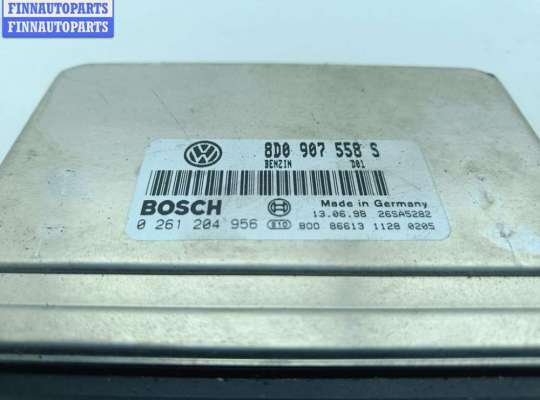 FINNAUTOPARTS
FINNAUTOPARTS
8D0 907 558 S
BENZIN D01
BOSCH Made in Germany
13.06.98 26SA5282
0 261 204 956 B00 86613 1128 0205